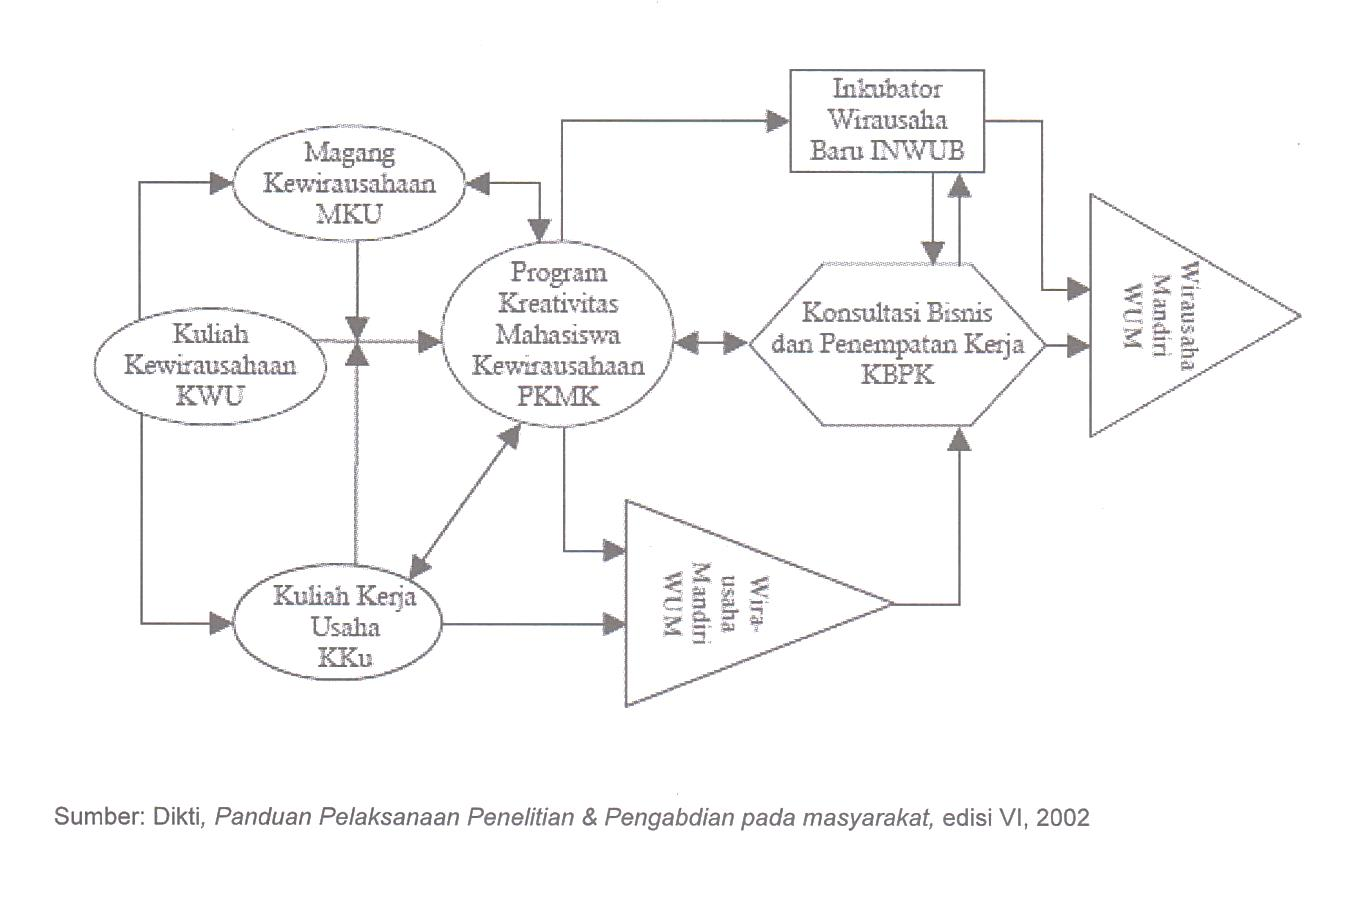 Inkubator
Wirausaha
Baru INWUB
Magang
Kewirausahaan
MKU
Program
Kreativitas
Mahasiswa
Kewirausahaan
PKMK
Kuliah
Kewirausahaan
KWU
Konsultasi Bisnis
dan Penempatan Kerja
KBPK
Wirausaha
Mandiri
WUM
Kuliah Kerja
Usaha
KKu
Wira-
usaha
Mandiri
WUM
Sumber: Dikti, Panduan Pelaksanaan Penelitian & Pengabdian pada masyarakat, edisi VI, 2002